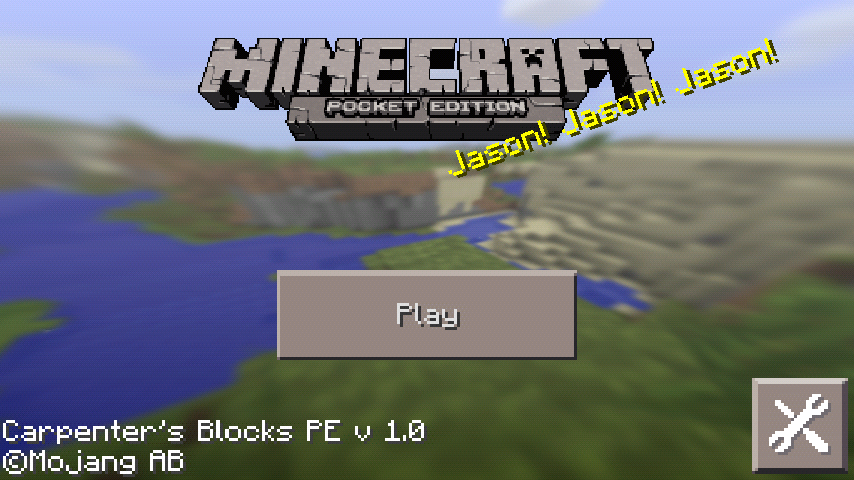 MINECRAFT
POCKET EDITION
Jason! Jason! Jason!
Play
Carpenter's Blocks PE v 1.0
©Mojang AB